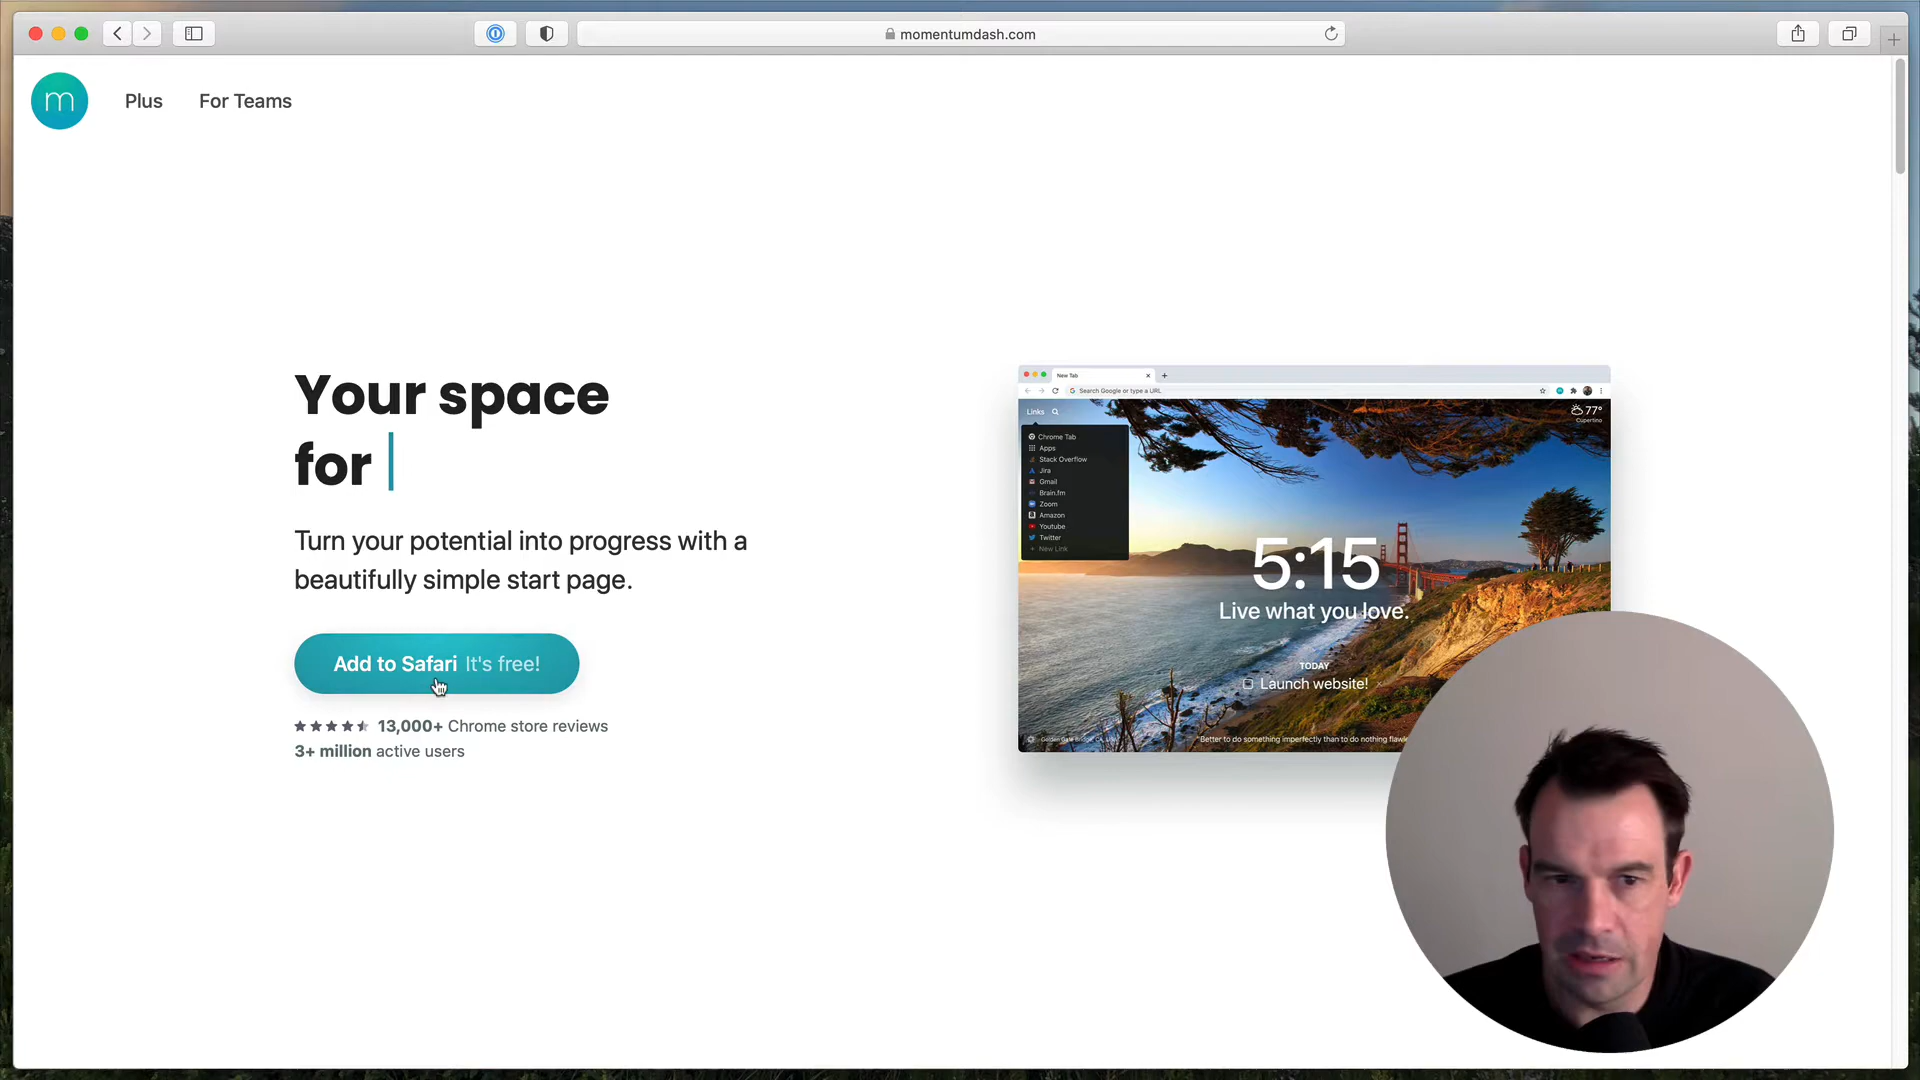 momentumdash.com
m
Plus
For Teams
Your space
for
Turn your potential into progress with a
beautifully simple start page.
Add to Safari It's free!
13,000+ Chrome store reviews
3+ million active users
New Tab
Search Google or type a URL
Links
77°
Cupertino
Chrome Tab
Apps
Stack Overflow
Jira
Gmail
Brain.fm
Zoom
Amazon
Youtube
Twitter
+ New Link
5:15
Live what you love.
TODAY
Launch website!
"Better to do something imperfectly than to do nothing